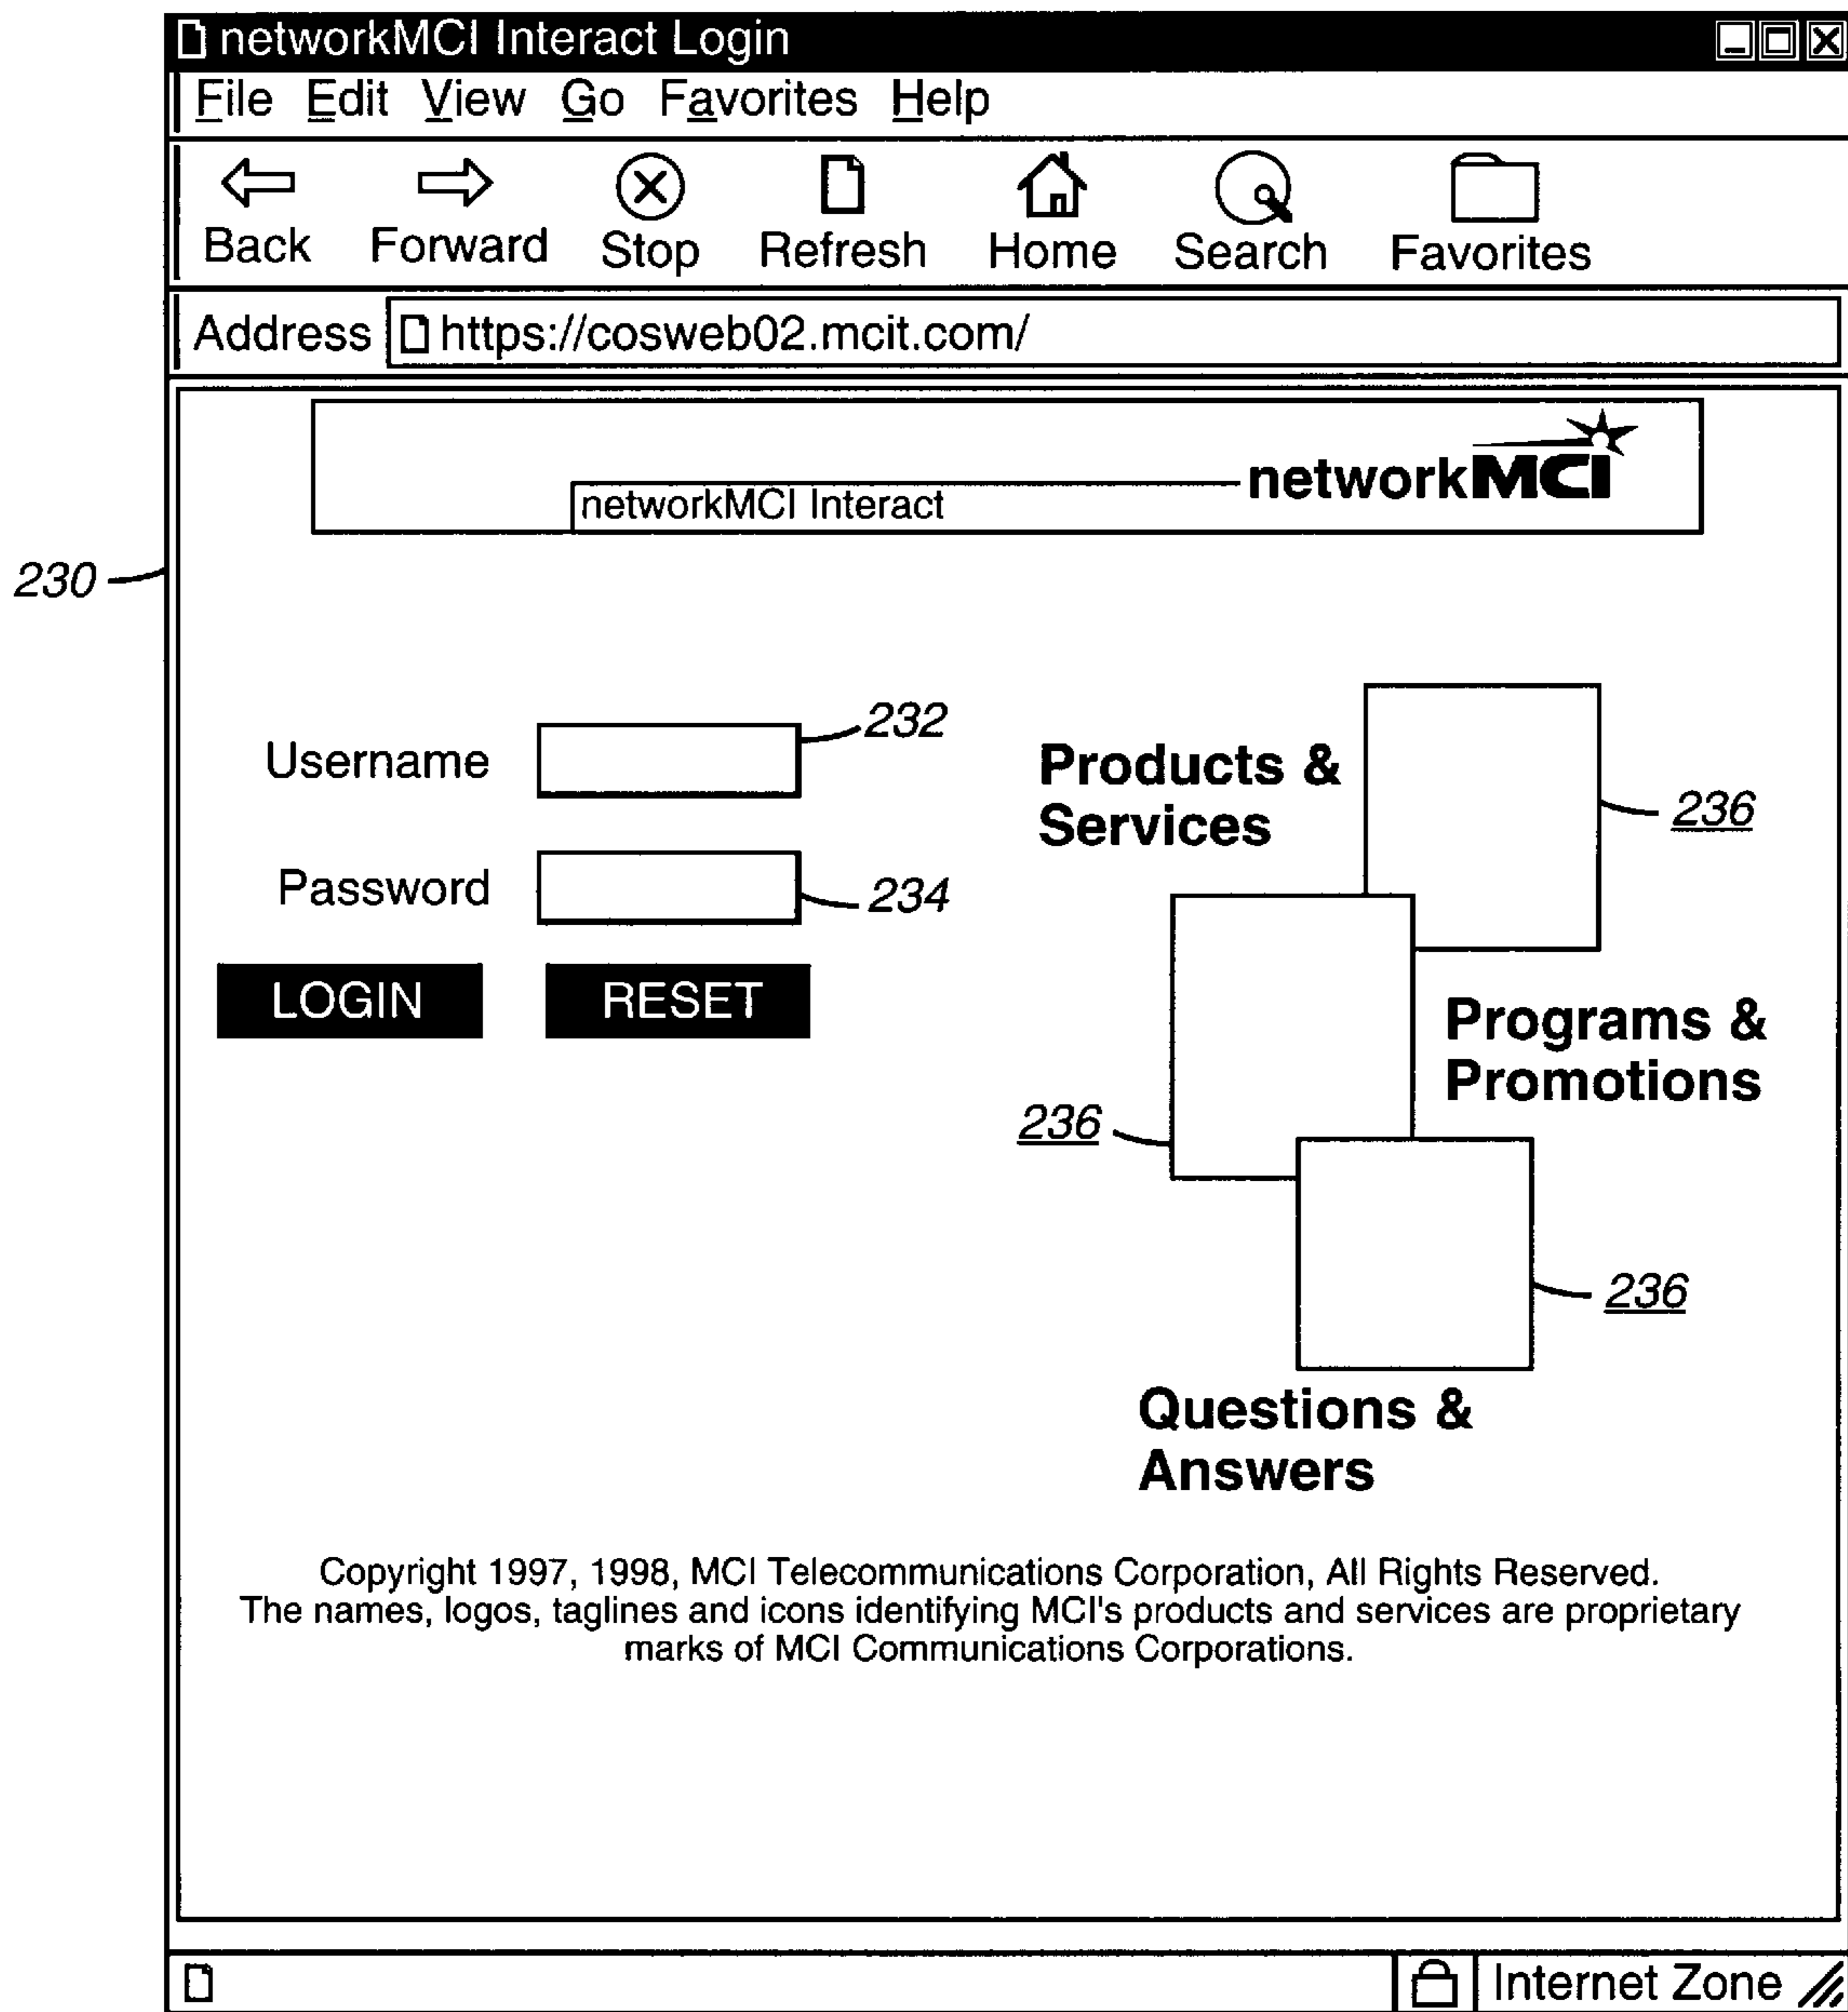 networkMCI Interact Login
File Edit View Go Favorites Help
Back Forward Stop Refresh Home Search Favorites
Address https://cosweb02.mcit.com/
networkMCI
networkMCI Interact
230
Username 232
Password 234
LOGIN RESET
Products &
Services
236
Programs &
Promotions
236
236
Questions &
Answers
Copyright 1997, 1998, MCI Telecommunications Corporation, All Rights Reserved.
The names, logos, taglines and icons identifying MCI's products and services are proprietary
marks of MCI Communications Corporations.
Internet Zone